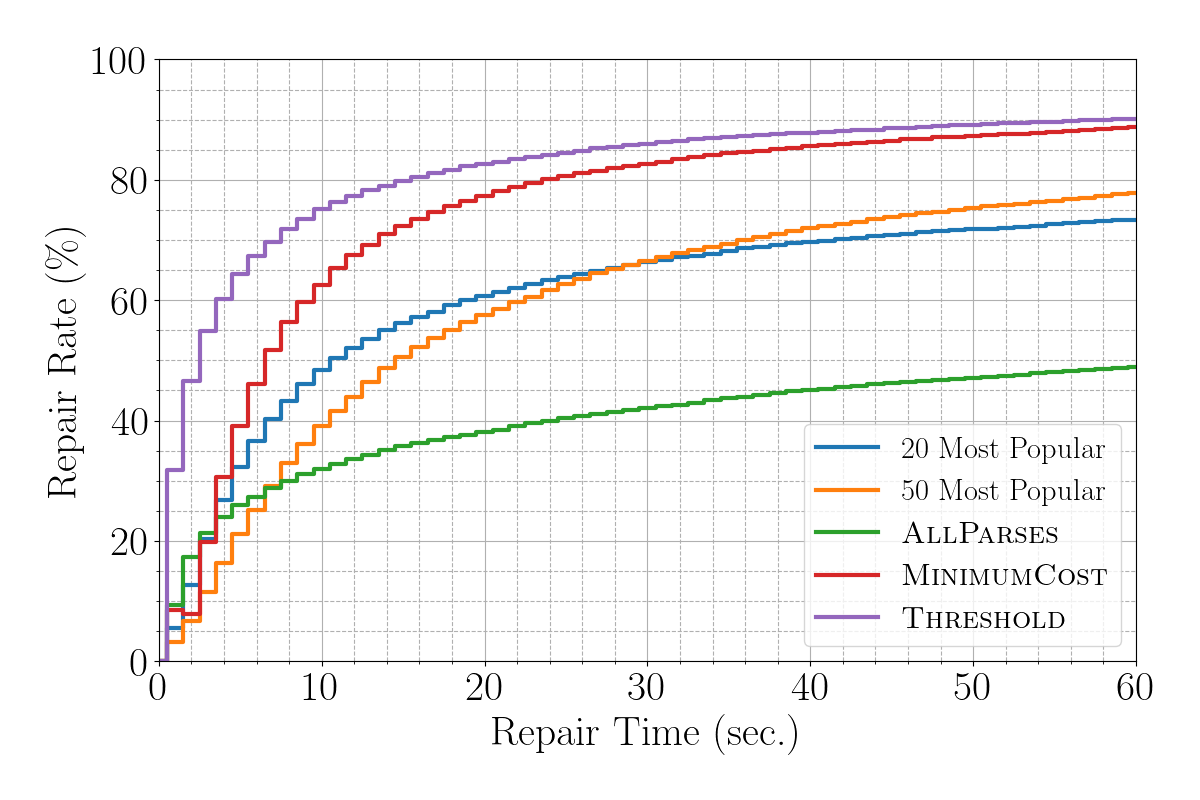 Repair Rate (%)
100
80
60
40
20
0
0 10 20 30 40 50 60
Repair Time (sec.)
20 Most Popular
50 Most Popular
ALLPARSES
MINIMUMCOST
THRESHOLD